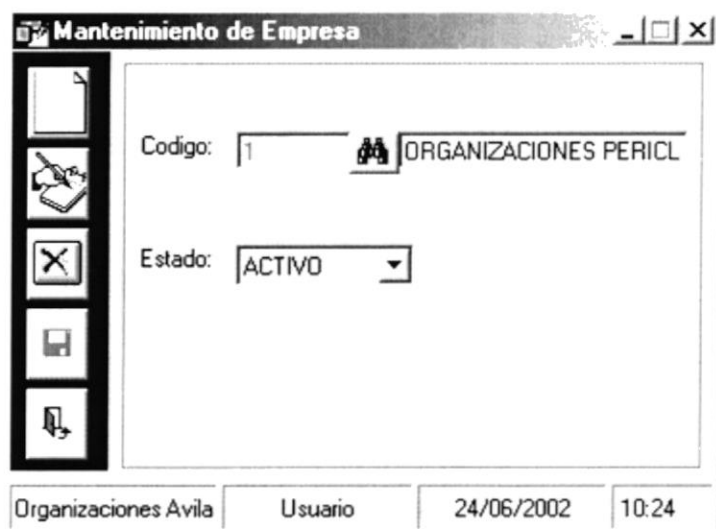 Mantenimiento de Empresa
Codigo: 1 ORGANIZACIONES PERICL
Estado: ACTIVO
Organizaciones Avila Usuario 24/06/2002 10:24